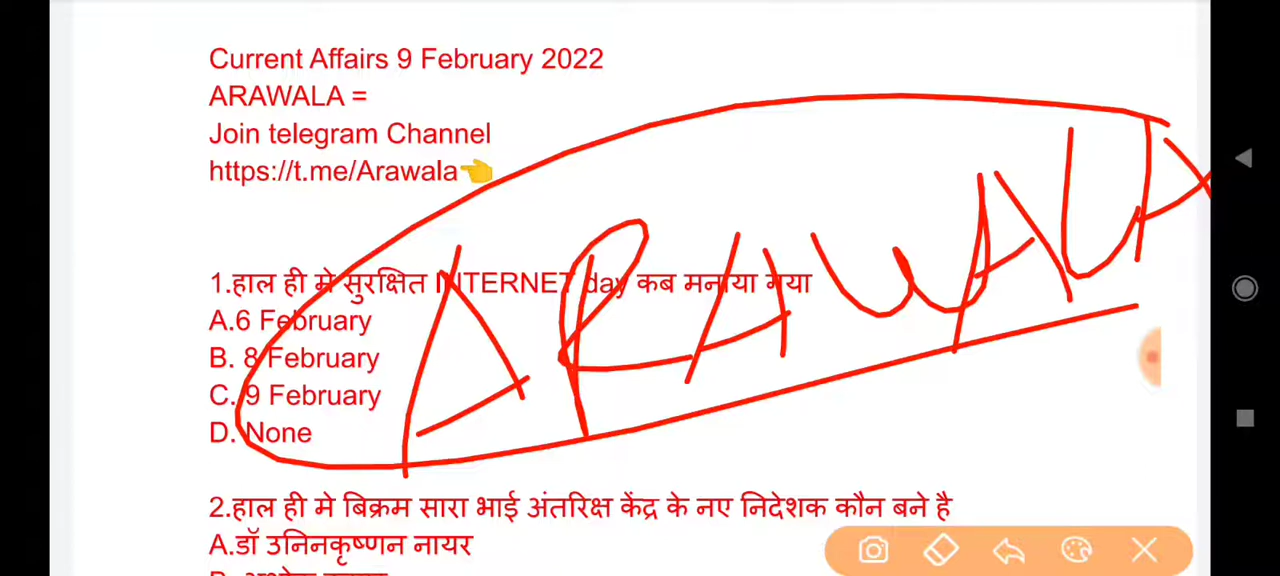 Current Affairs 9 February 2022
ARAWALA =
Join telegram Channel
https://t.me/Arawala👈
ARAWALA
1.हाल ही मे सुरक्षित INTERNET day कब मनाया गया
A.6 February
B. 8 February
C. 9 February
D. None
2.हाल ही मे बिक्रम सारा भाई अंतरिक्ष केंद्र के नए निदेशक कौन बने है
A.डॉ उनिनकृष्णन नायर